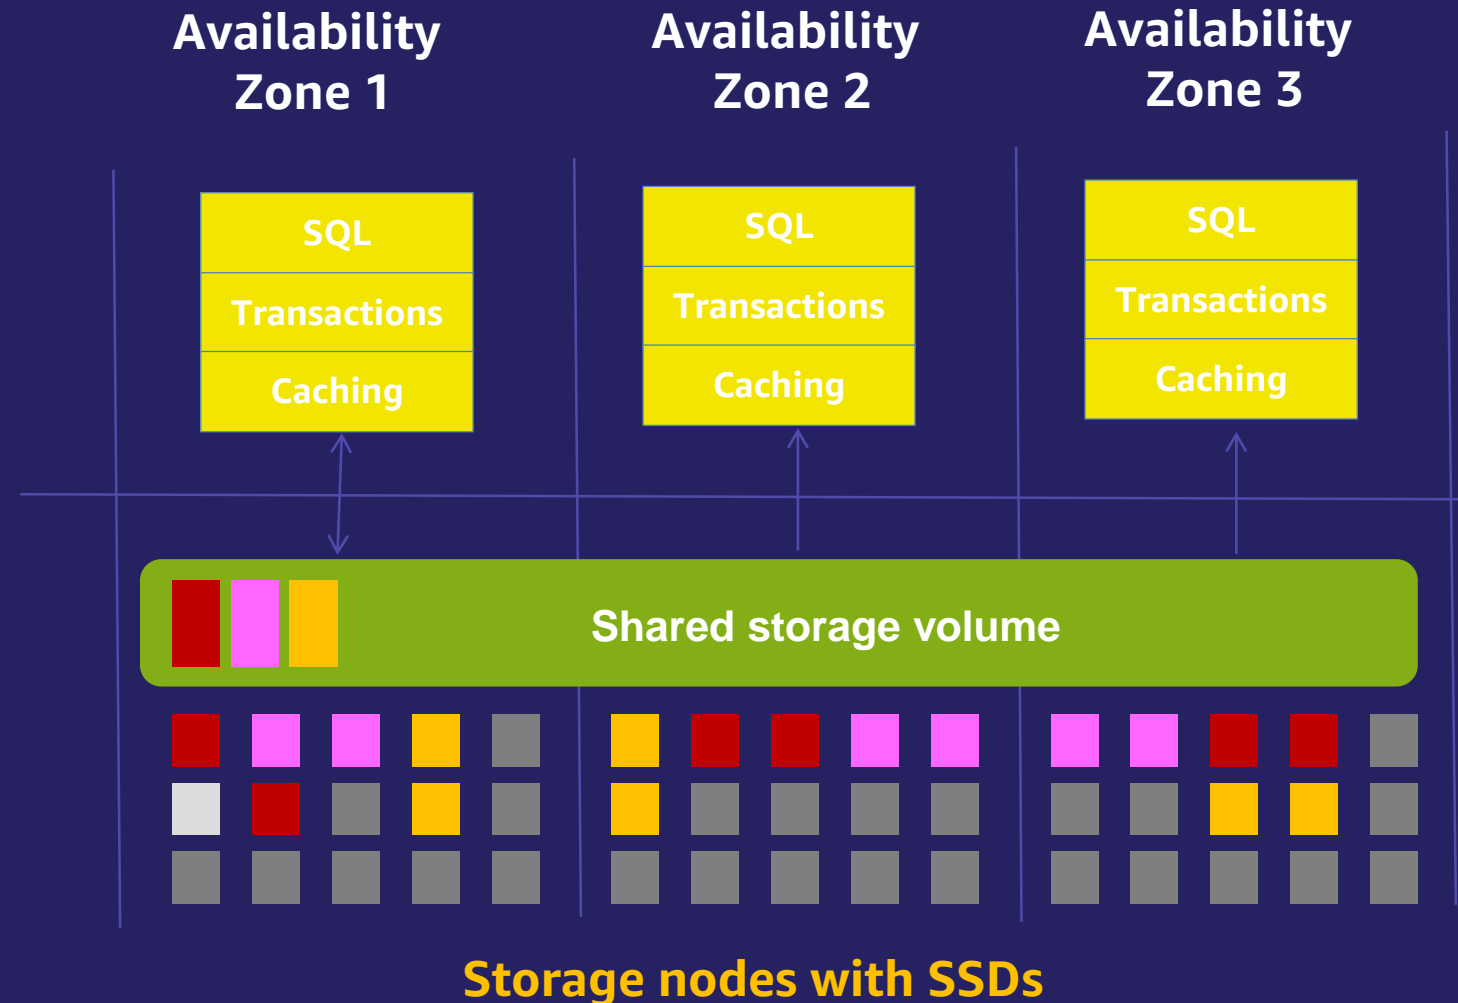 Availability
Zone 1
Availability
Zone 2
Availability
Zone 3
SQL
Transactions
Caching
SQL
Transactions
Caching
SQL
Transactions
Caching
Shared storage volume
Storage nodes with SSDs